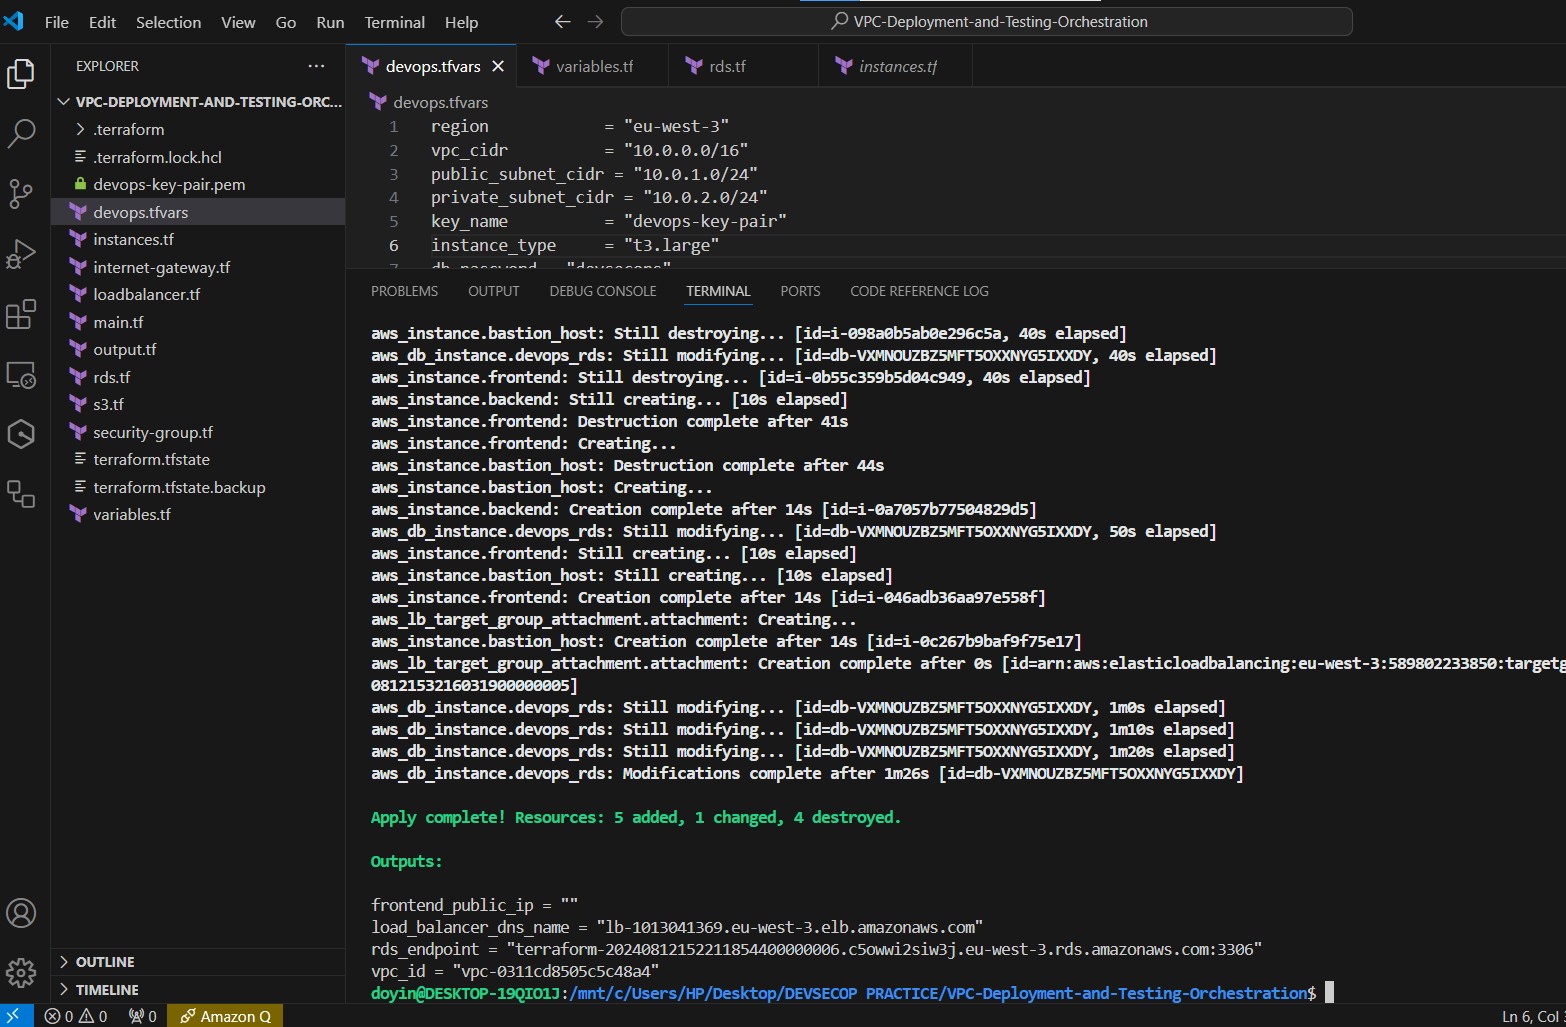 File Edit Selection View Go Run Terminal Help
VPC-Deployment-and-Testing-Orchestration
EXPLORER
VPC-DEPLOYMENT-AND-TESTING-ORC...
.terraform
.terraform.lock.hcl
devops-key-pair.pem
devops.tfvars
instances.tf
internet-gateway.tf
loadbalancer.tf
main.tf
output.tf
rds.tf
s3.tf
security-group.tf
terraform.tfstate
terraform.tfstate.backup
variables.tf
OUTLINE
TIMELINE
devops.tfvars variables.tf rds.tf instances.tf
devops.tfvars
1 region = "eu-west-3"
2 vpc_cidr = "10.0.0.0/16"
3 public_subnet_cidr = "10.0.1.0/24"
4 private_subnet_cidr = "10.0.2.0/24"
5 key_name = "devops-key-pair"
6 instance_type = "t3.large"
7 db_password = "devsecops"
PROBLEMS OUTPUT DEBUG CONSOLE TERMINAL PORTS CODE REFERENCE LOG
aws_instance.bastion_host: Still destroying... [id=i-098a0b5ab0e296c5a, 40s elapsed]
aws_db_instance.devops_rds: Still modifying... [id=db-VXMNOUZBZ5MFT5OXXNYG5IXXDY, 40s elapsed]
aws_instance.frontend: Still destroying... [id=i-0b55c359b5d04c949, 40s elapsed]
aws_instance.backend: Still creating... [10s elapsed]
aws_instance.frontend: Destruction complete after 41s
aws_instance.frontend: Creating...
aws_instance.bastion_host: Destruction complete after 44s
aws_instance.bastion_host: Creating...
aws_instance.backend: Creation complete after 14s [id=i-0a7057b77504829d5]
aws_db_instance.devops_rds: Still modifying... [id=db-VXMNOUZBZ5MFT5OXXNYG5IXXDY, 50s elapsed]
aws_instance.frontend: Still creating... [10s elapsed]
aws_instance.bastion_host: Still creating... [10s elapsed]
aws_instance.frontend: Creation complete after 14s [id=i-046adb36aa97e558f]
aws_lb_target_group_attachment.attachment: Creating...
aws_instance.bastion_host: Creation complete after 14s [id=i-0c267b9baf9f75e17]
aws_lb_target_group_attachment.attachment: Creation complete after 0s [id=arn:aws:elasticloadbalancing:eu-west-3:589802233850:targetg
08121532160319000000005]
aws_db_instance.devops_rds: Still modifying... [id=db-VXMNOUZBZ5MFT5OXXNYG5IXXDY, 1m0s elapsed]
aws_db_instance.devops_rds: Still modifying... [id=db-VXMNOUZBZ5MFT5OXXNYG5IXXDY, 1m10s elapsed]
aws_db_instance.devops_rds: Still modifying... [id=db-VXMNOUZBZ5MFT5OXXNYG5IXXDY, 1m20s elapsed]
aws_db_instance.devops_rds: Modifications complete after 1m26s [id=db-VXMNOUZBZ5MFT5OXXNYG5IXXDY]
Apply complete! Resources: 5 added, 1 changed, 4 destroyed.
Outputs:
frontend_public_ip = ""
load_balancer_dns_name = "lb-1013041369.eu-west-3.elb.amazonaws.com"
rds_endpoint = "terraform-20240812152211854400000006.c5owwi2siw3j.eu-west-3.rds.amazonaws.com:3306"
vpc_id = "vpc-0311cd8505c5c48a4"
doyin@DESKTOP-19QIO1J:/mnt/c/Users/HP/Desktop/DEVSECOP PRACTICE/VPC-Deployment-and-Testing-Orchestration$
0 0 0 Amazon Q
Ln 6, Col